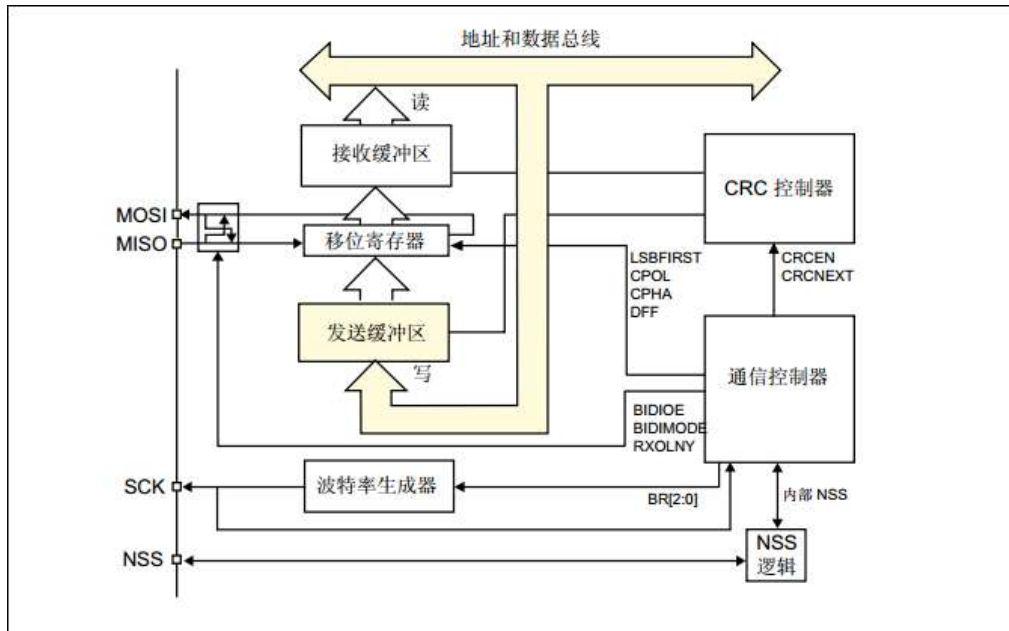 地址和数据总线
读
接收缓冲区
CRC 控制器
MOSI
MISO
移位寄存器
LSBFIRST
CPOL
CPHA
DFF
CRCEN
CRCNEXT
发送缓冲区
写
通信控制器
BIDIOE
BIDIMODE
RXOLNY
SCK
波特率生成器
BR[2:0]
内部 NSS
NSS
NSS
逻辑